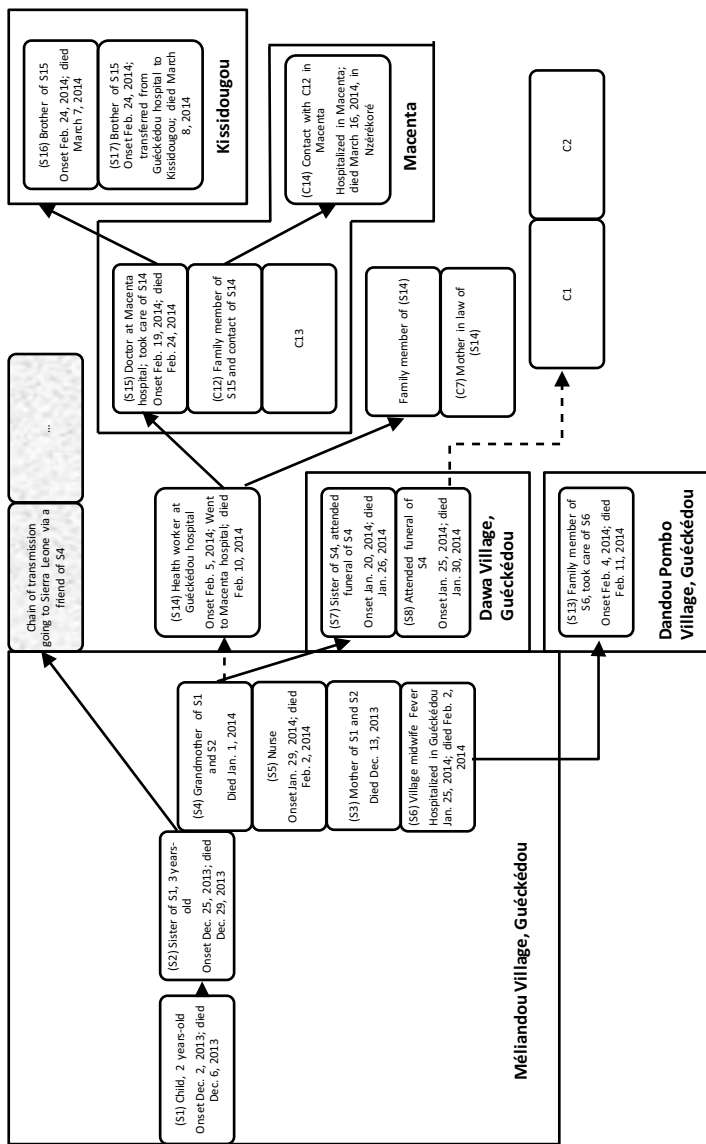 (S1) Child, 2 years-old
Onset Dec. 2, 2013; died
Dec. 6, 2013
(S2) Sister of S1, 3 years-
old
Onset Dec. 25, 2013; died
Dec. 29, 2013
(S4) Grandmother of S1
and S2
Died Jan. 1, 2014
(S5) Nurse
Onset Jan. 29, 2014; died
Feb. 2, 2014
(S3) Mother of S1 and S2
Died Dec. 13, 2013
(S6) Village midwife Fever
Hospitalized in Guéckédou
Jan. 25, 2014; died Feb. 2,
2014
Méliandou Village, Guéckédou
Chain of transmission
going to Sierra Leone via a
friend of S4
...
(S14) Health worker at
Guéckédou hospital
Onset Feb. 5, 2014; Went
to Macenta hospital; died
Feb. 10, 2014
(S7) Sister of S4, attended
funeral of S4
Onset Jan. 20, 2014; died
Jan. 26, 2014
(S8) Attended funeral of
S4
Onset Jan. 25, 2014; died
Jan. 30, 2014
Dawa Village,
Guéckédou
(S13) Family member of
S6, took care of S6
Onset Feb. 4, 2014; died
Feb. 11, 2014
Dandou Pombo
Village, Guéckédou
(S15) Doctor at Macenta
hospital; took care of S14
Onset Feb. 19, 2014; died
Feb. 24, 2014
(C12) Family member of
S15 and contact of S14
C13
Family member of (S14)
(C7) Mother in law of
(S14)
C1
C2
(S16) Brother of S15
Onset Feb. 24, 2014; died
March 7, 2014
(S17) Brother of S15
Onset Feb. 24, 2014;
transferred from
Guéckédou hospital to
Kissidougou; died March
8, 2014
Kissidougou
(C14) Contact with C12 in
Macenta
Hospitalized in Macenta;
died March 16, 2014, in
Nzérékoré
Macenta